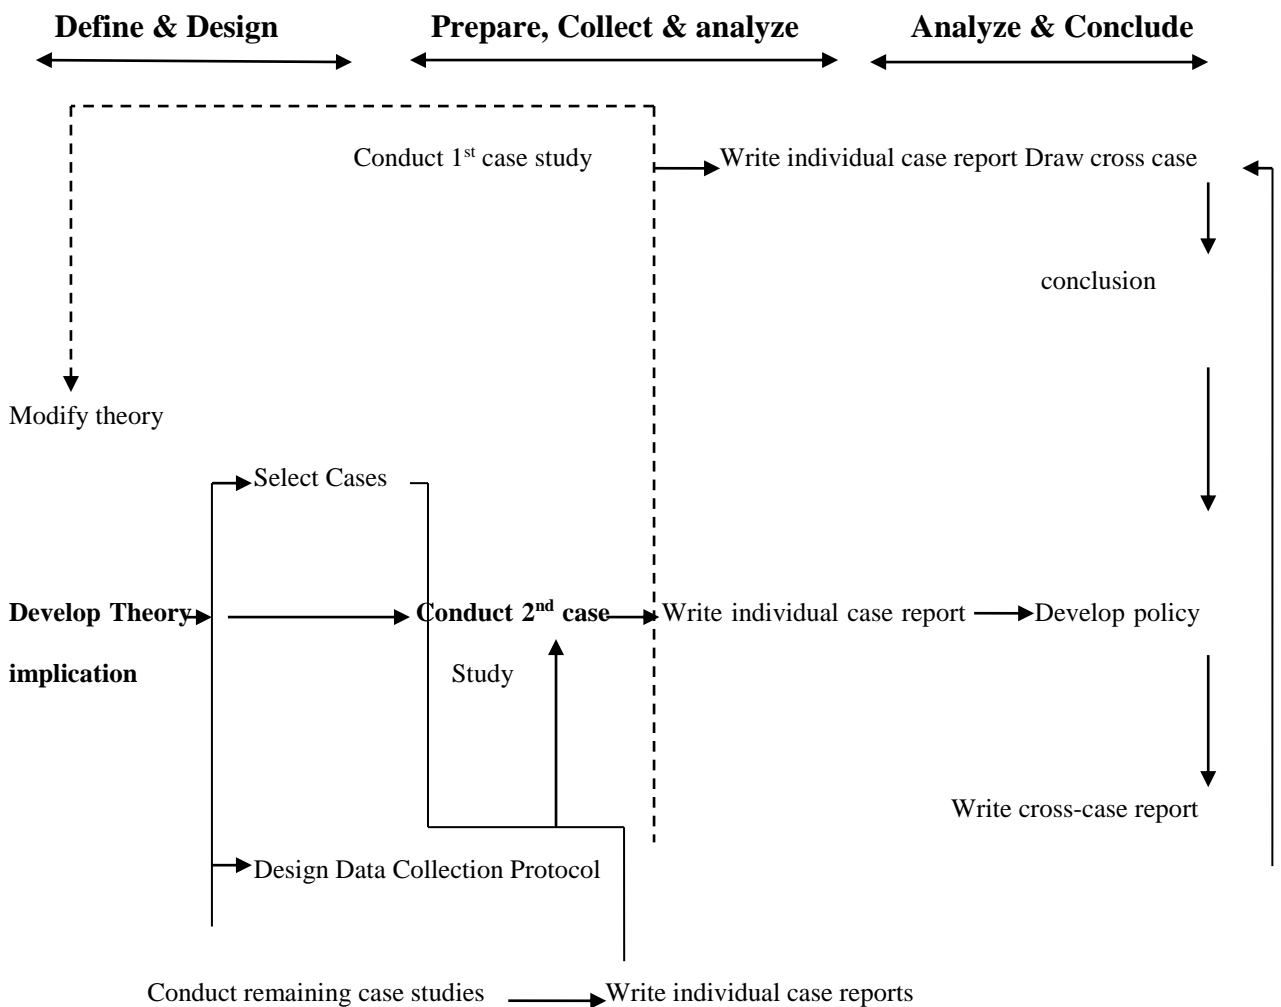 Define & Design Prepare, Collect & analyze Analyze & Conclude
Conduct 1st case study Write individual case report Draw cross case
conclusion
Modify theory
Select Cases
Develop Theory Conduct 2nd case Write individual case report Develop policy
implication Study
Write cross-case report
Design Data Collection Protocol
Conduct remaining case studies Write individual case reports